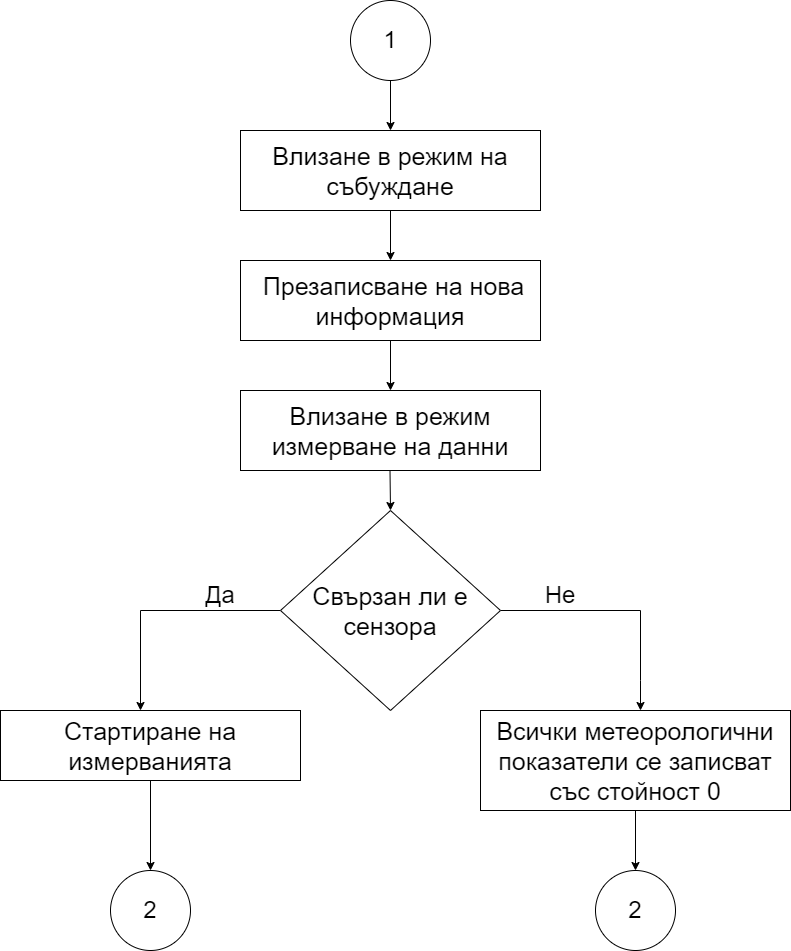 1
Влизане в режим на
събуждане
Презаписване на нова
информация
Влизане в режим
измерване на данни
Свързан ли е
сензора
Да
Не
Стартиране на
измерванията
Всички метеорологични
показатели се записват
със стойност 0
2
2